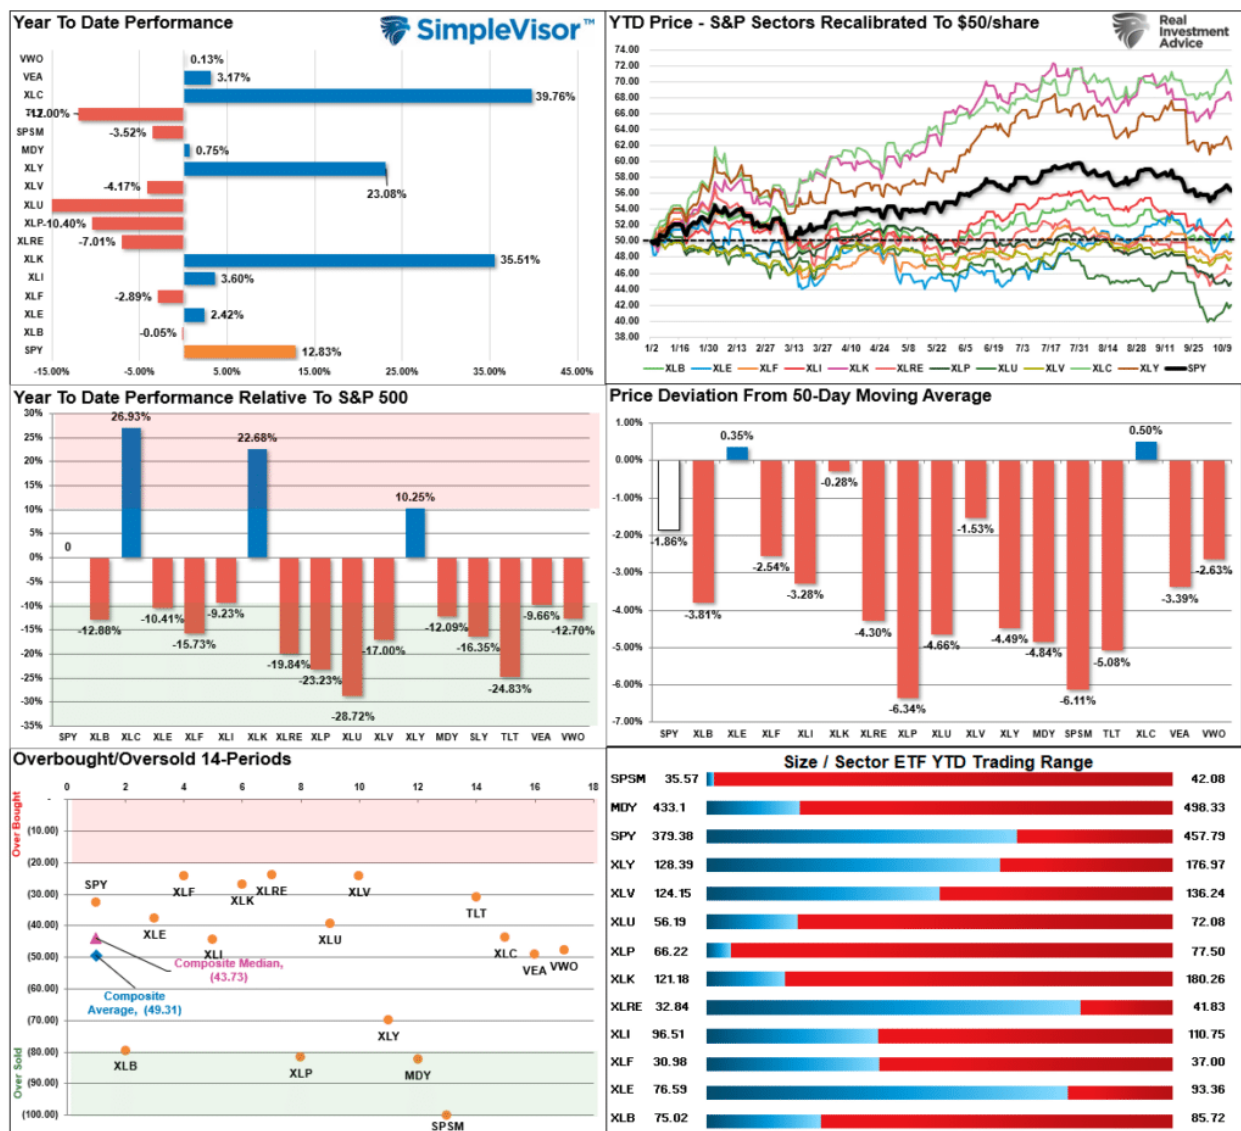 Year To Date Performance
SimpleVisor™
VWO 0.13%
VEA 3.17%
XLC 39.76%
-12.00%
SPSM -3.52%
MDY 0.75%
XLY 23.08%
XLV -4.17%
XLU
XLP -10.40%
XLRE -7.01%
XLK 35.51%
XLI 3.60%
XLF -2.89%
XLE 2.42%
XLB -0.05%
SPY 12.83%
-15.00% -5.00% 5.00% 15.00% 25.00% 35.00% 45.00%
YTD Price - S&P Sectors Recalibrated To $50/share
Real
Investment
Advice
74.00
72.00
70.00
68.00
66.00
64.00
62.00
60.00
58.00
56.00
54.00
52.00
50.00
48.00
46.00
44.00
42.00
40.00
38.00
1/2 1/16 1/30 2/13 2/27 3/13 3/27 4/10 4/24 5/8 5/22 6/5 6/19 7/3 7/17 7/31 8/14 8/28 9/11 9/25 10/9
XLB XLE XLF XLI XLK XLRE XLP XLU XLV XLC XLY SPY
Year To Date Performance Relative To S&P 500
30%
25%
20%
15%
10%
5%
0%
-5%
-10%
-15%
-20%
-25%
-30%
-35%
0 -12.88% 26.93% -10.41% -15.73% -9.23% 22.68% -19.84% -23.23% -28.72% -17.00% 10.25% -12.09% -16.35% -24.83% -9.66% -12.70%
SPY XLB XLC XLE XLF XLI XLK XLRE XLP XLU XLV XLY MDY SLY TLT VEA VWO
Price Deviation From 50-Day Moving Average
1.00%
0.00%
-1.00%
-2.00%
-3.00%
-4.00%
-5.00%
-6.00%
-7.00%
-1.86% -3.81% 0.35% -2.54% -3.28% -0.28% -4.30% -6.34% -4.66% -1.53% -4.49% -4.84% -6.11% -5.08% 0.50% -3.39% -2.63%
SPY XLB XLE XLF XLI XLK XLRE XLP XLU XLV XLY MDY SPSM TLT XLC VEA VWO
Overbought/Oversold 14-Periods
0 2 4 6 8 10 12 14 16 18
Over Bought
Over Sold
-
(10.00)
(20.00)
(30.00)
(40.00)
(50.00)
(60.00)
(70.00)
(80.00)
(90.00)
(100.00)
SPY
XLB
XLE
XLF
XLI
XLK
XLRE
XLP
XLU
XLV
XLY
MDY
SPSM
TLT
XLC
VEA
VWO
Composite Median,
(43.73)
Composite
Average, (49.31)
Size / Sector ETF YTD Trading Range
SPSM 35.57 42.08
MDY 433.1 498.33
SPY 379.38 457.79
XLY 128.39 176.97
XLV 124.15 136.24
XLU 56.19 72.08
XLP 66.22 77.50
XLK 121.18 180.26
XLRE 32.84 41.83
XLI 96.51 110.75
XLF 30.98 37.00
XLE 76.59 93.36
XLB 75.02 85.72